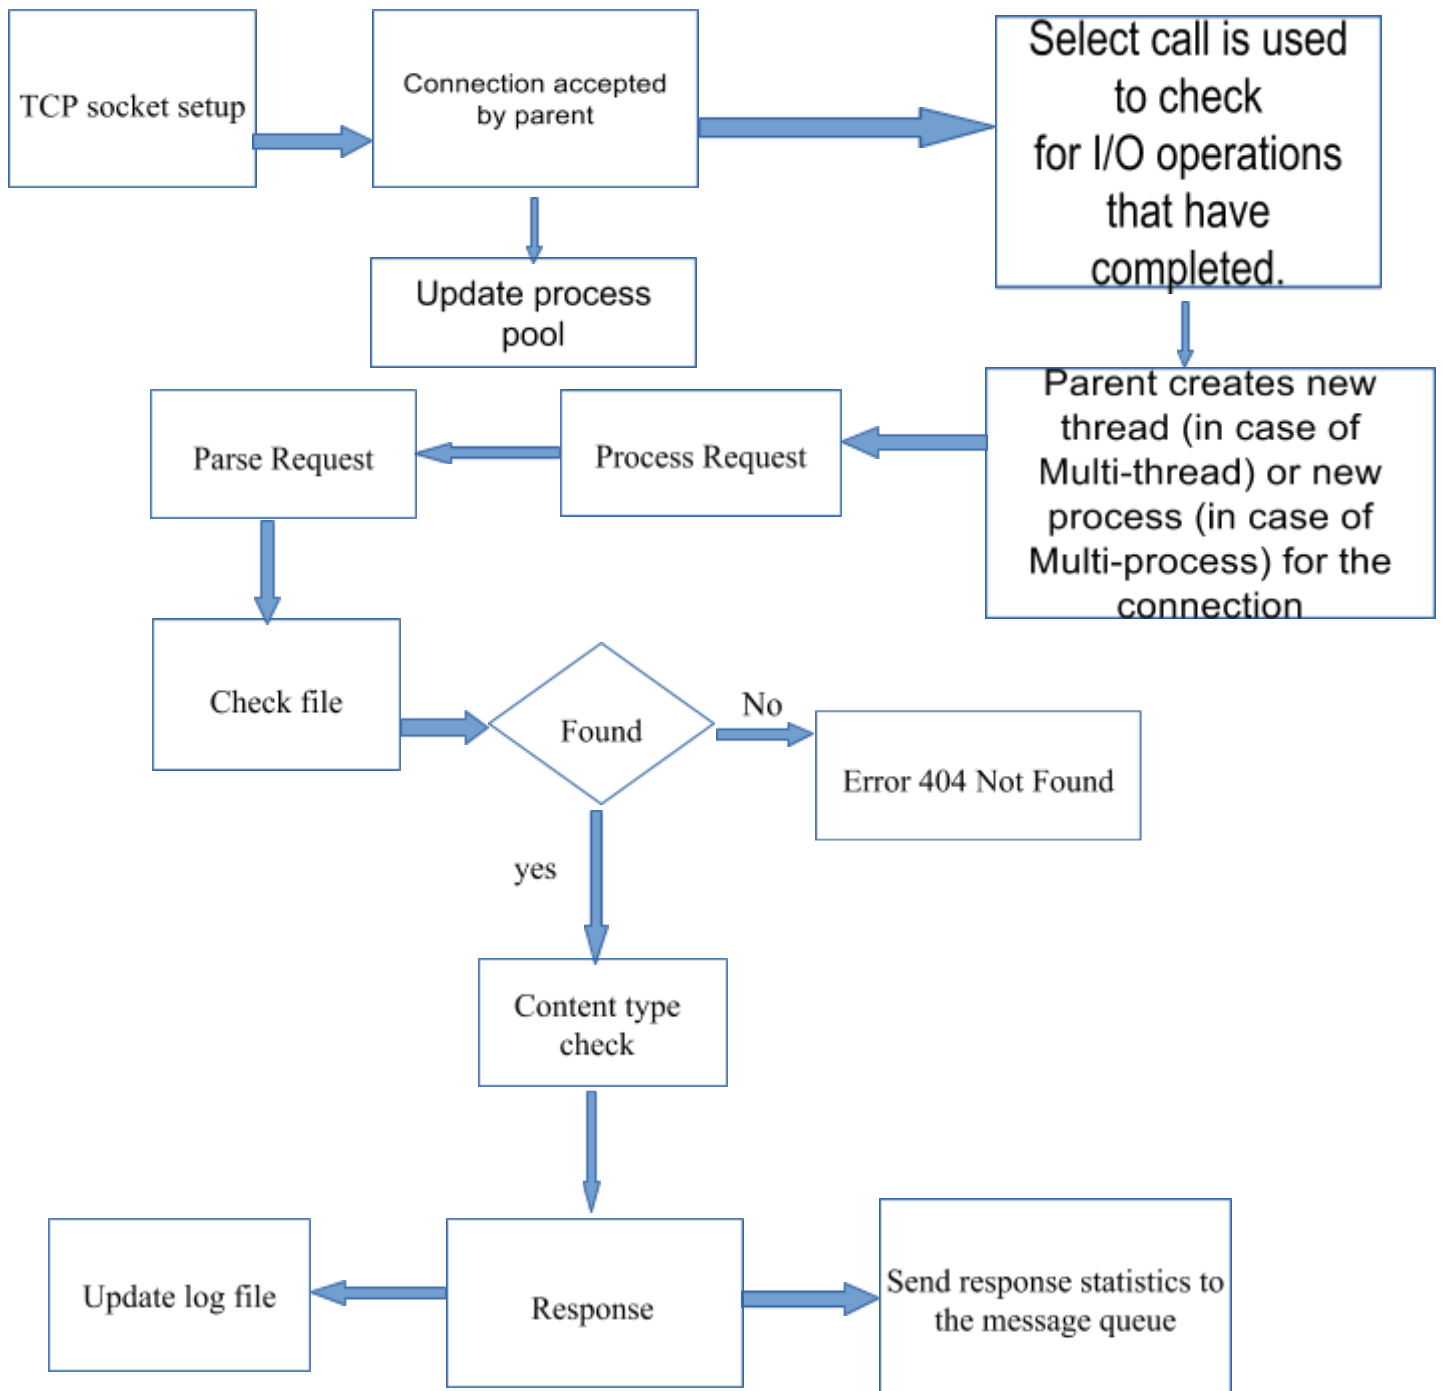 TCP socket setup
Connection accepted
by parent
Select call is used
to check
for I/O operations
that have
completed.
Update process
pool
Parent creates new
thread (in case of
Multi-thread) or new
process (in case of
Multi-process) for the
connection
Process Request
Parse Request
Check file
Found
No
Error 404 Not Found
yes
Content type
check
Response
Update log file
Send response statistics to
the message queue